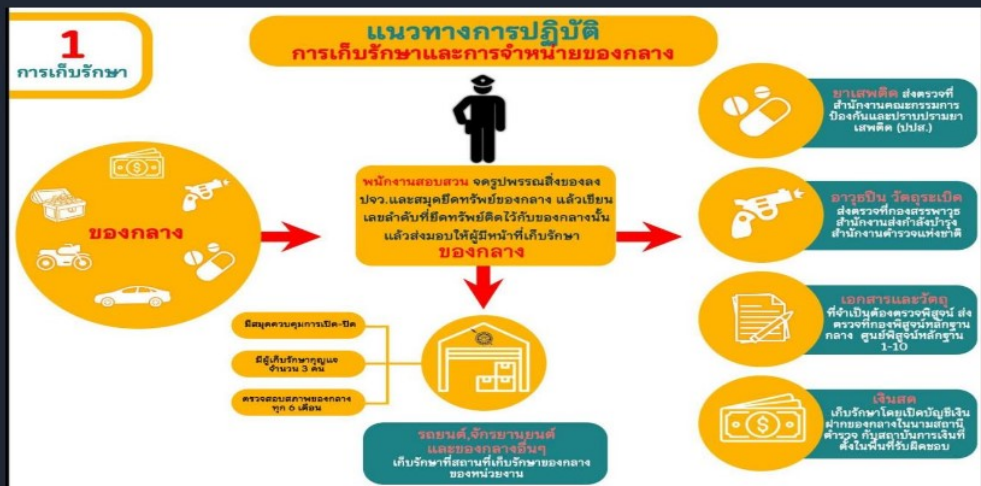 1
การเก็บรักษา
แนวทางการปฏิบัติ
การเก็บรักษาและการจำหน่ายของกลาง
ของกลาง
พนักงานสอบสวน จดรูปพรรณสิ่งของลง
ปจว.และสมุดยึดทรัพย์ของกลาง แล้วเขียน
เลขลำดับที่ยึดทรัพย์ติดไว้กับของกลางนั้น
แล้วส่งมอบให้ผู้มีหน้าที่เก็บรักษา
ของกลาง
มีสมุดควบคุมการเปิด-ปิด
มีผู้เก็บรักษากุญแจ
จำนวน 3 คน
ตรวจสอบสภาพของกลาง
ทุก 6 เดือน
รถยนต์,จักรยานยนต์
และของกลางอื่นๆ
เก็บรักษาที่สถานที่เก็บรักษาของกลาง
ของหน่วยงาน
ยาเสพติด ส่งตรวจที่
สำนักงานคณะกรรมการ
ป้องกันและปราบปรามยา
เสพติด (ปปส.)
อาวุธปืน วัตถุระเบิด
ส่งตรวจที่กองสรรพาวุธ
สำนักงานส่งกำลังบำรุง
สำนักงานตำรวจแห่งชาติ
เอกสารและวัตถุ
ที่จำเป็นต้องตรวจพิสูจน์ ส่ง
ตรวจที่กองพิสูจน์หลักฐาน
กลาง ศูนย์พิสูจน์หลักฐาน
1-10
เงินสด
เก็บรักษาโดยเปิดบัญชีเงิน
ฝากของกลางในนามสถานี
ตำรวจ กับสถาบันการเงินที่
ตั้งในพื้นที่รับผิดชอบ